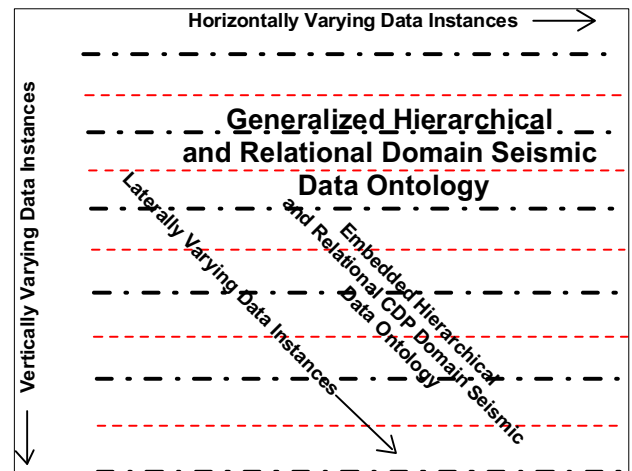 Horizontally Varying Data Instances
Vertically Varying Data Instances
Generalized Hierarchical
and Relational Domain Seismic
Data Ontology
Laterally Varying Data Instances
Embedded Hierarchical
and Relational CDP Domain Seismic
Data Ontology